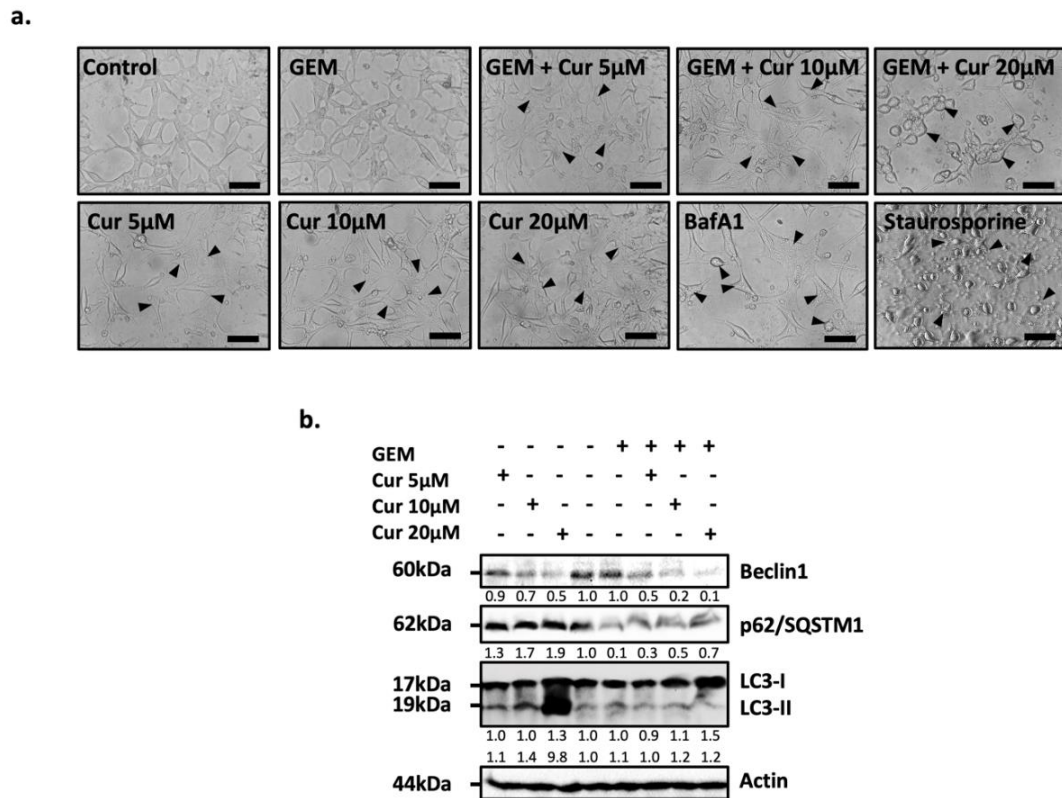 a.
Control GEM GEM + Cur 5μM GEM + Cur 10μM GEM + Cur 20μM
Cur 5μM Cur 10μM Cur 20μM BafA1 Staurosporine
b.
GEM - - - - + + + +
Cur 5μM + - - - - + - -
Cur 10μM - + - - - - + -
Cur 20μM - - + - - - - +
60kDa Beclin1
0.9 0.7 0.5 1.0 1.0 0.5 0.2 0.1
62kDa p62/SQSTM1
1.3 1.7 1.9 1.0 0.1 0.3 0.5 0.7
17kDa LC3-I
19kDa LC3-II
1.0 1.0 1.3 1.0 1.0 0.9 1.1 1.5
1.1 1.4 9.8 1.0 1.1 1.0 1.2 1.2
44kDa Actin